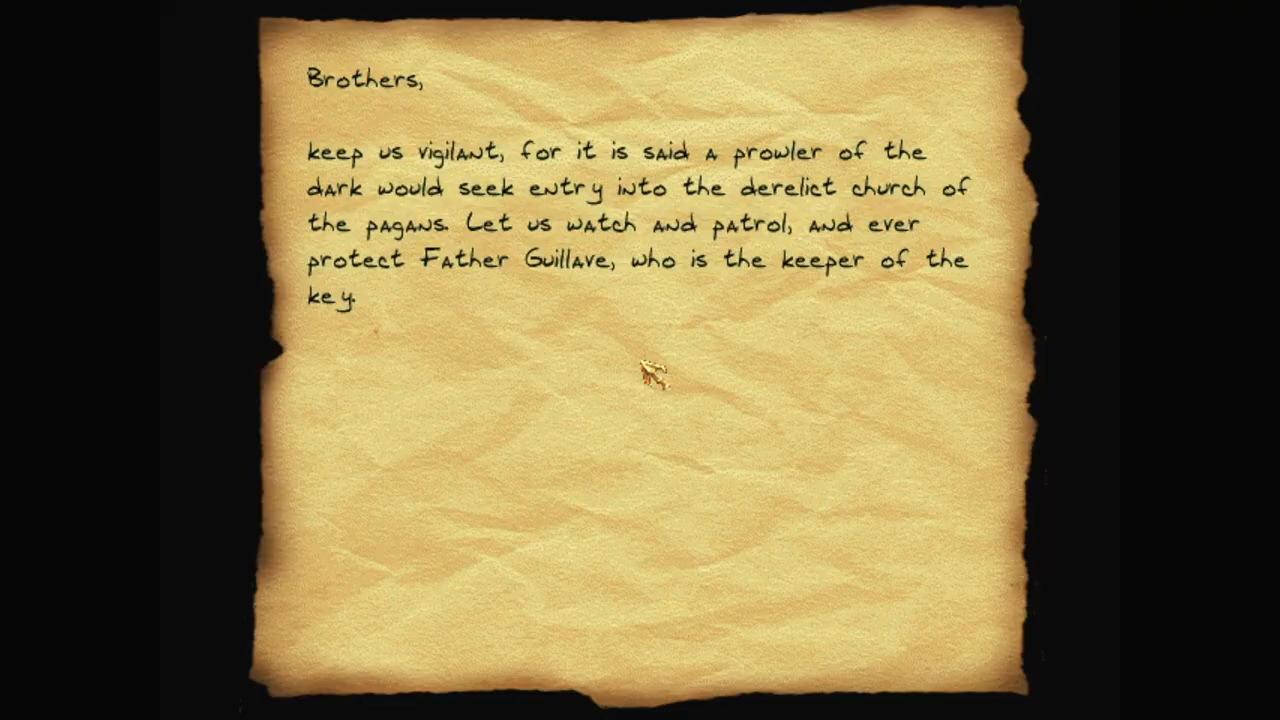 Brothers,
keep us vigilant, for it is said a prowler of the
dark would seek entry into the derelict church of
the pagans. Let us watch and patrol, and ever
protect Father Guillave, who is the keeper of the
key.